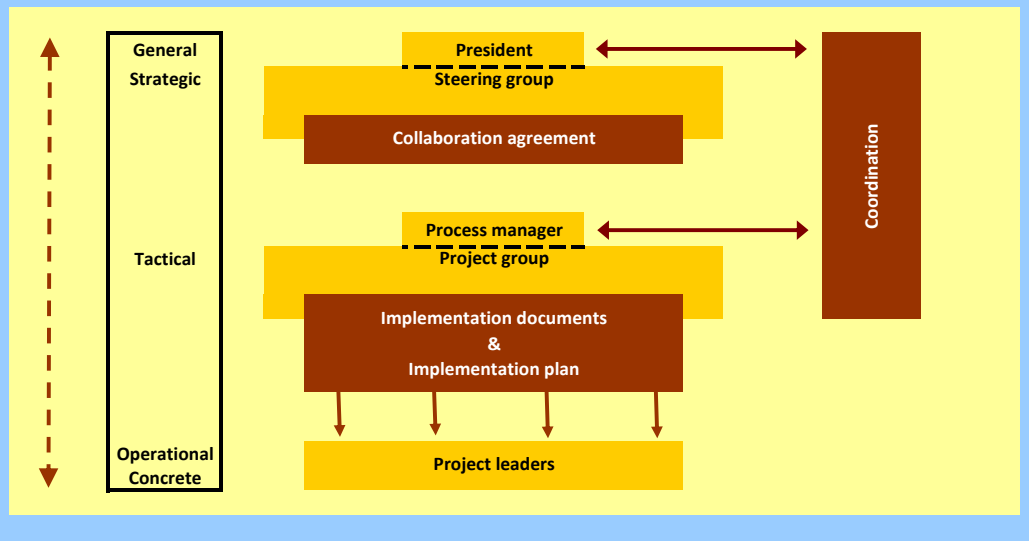 General
Strategic
President
Steering group
Collaboration agreement
Coordination
Tactical
Process manager
Project group
Implementation documents
&
Implementation plan
Operational
Concrete
Project leaders